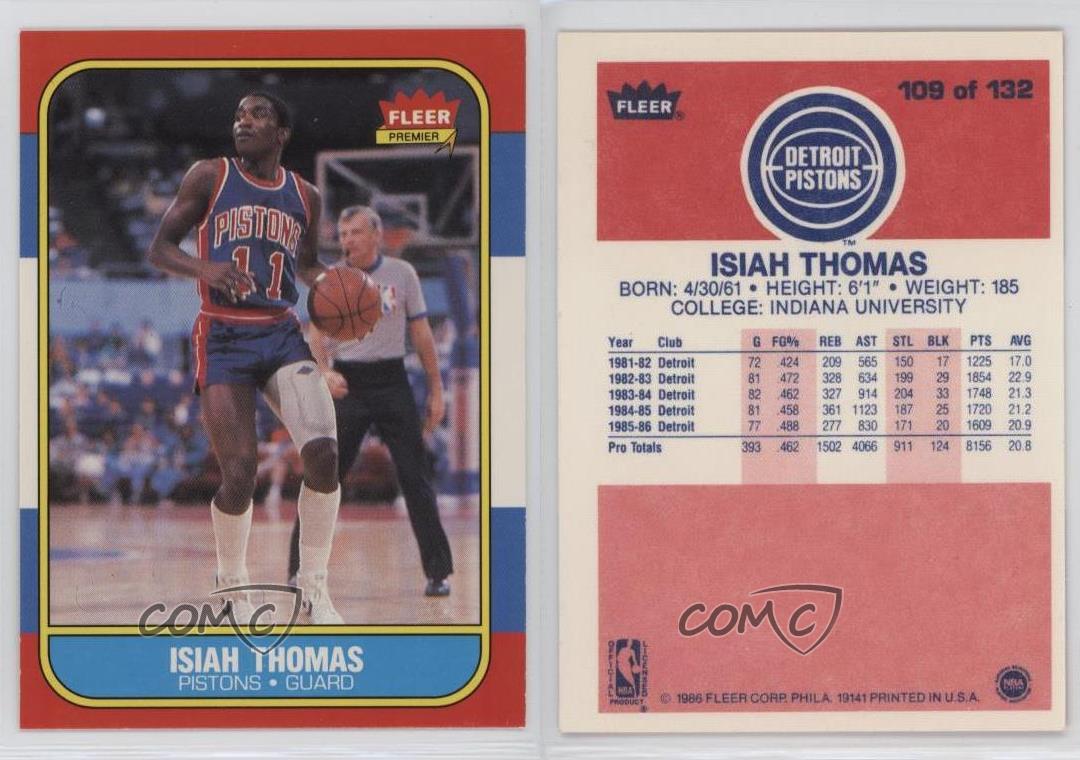 FLEER
PREMIER
PISTONS
11
COMC
ISIAH THOMAS
PISTONS • GUARD
FLEER®
109 of 132
DETROIT
PISTONS
TM
ISIAH THOMAS
BORN: 4/30/61 • HEIGHT: 6'1" • WEIGHT: 185
COLLEGE: INDIANA UNIVERSITY
Year Club G FG% REB AST STL BLK PTS AVG
1981-82 Detroit 72 .424 209 565 150 17 1225 17.0
1982-83 Detroit 81 .472 328 634 199 29 1854 22.9
1983-84 Detroit 82 .462 327 914 204 33 1748 21.3
1984-85 Detroit 81 .458 361 1123 187 25 1720 21.2
1985-86 Detroit 77 .488 277 830 171 20 1609 20.9
Pro Totals 393 .462 1502 4066 911 124 8156 20.8
COMC
OFFICIAL
LICENSED
NBA
PRODUCT
®
NBA
© 1986 FLEER CORP. PHILA. 19141 PRINTED IN U.S.A.